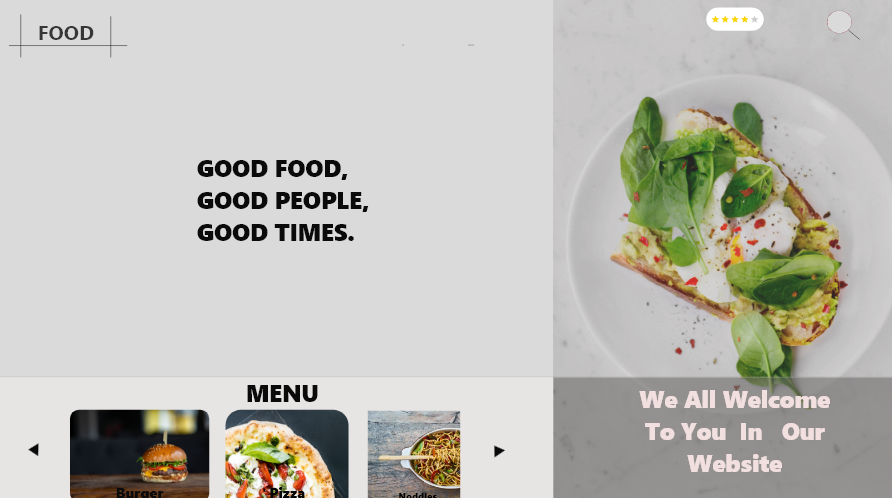 FOOD
GOOD FOOD,
GOOD PEOPLE,
GOOD TIMES.
MENU
Burger
Pizza
Noddles
We All Welcome
To You In Our
Website